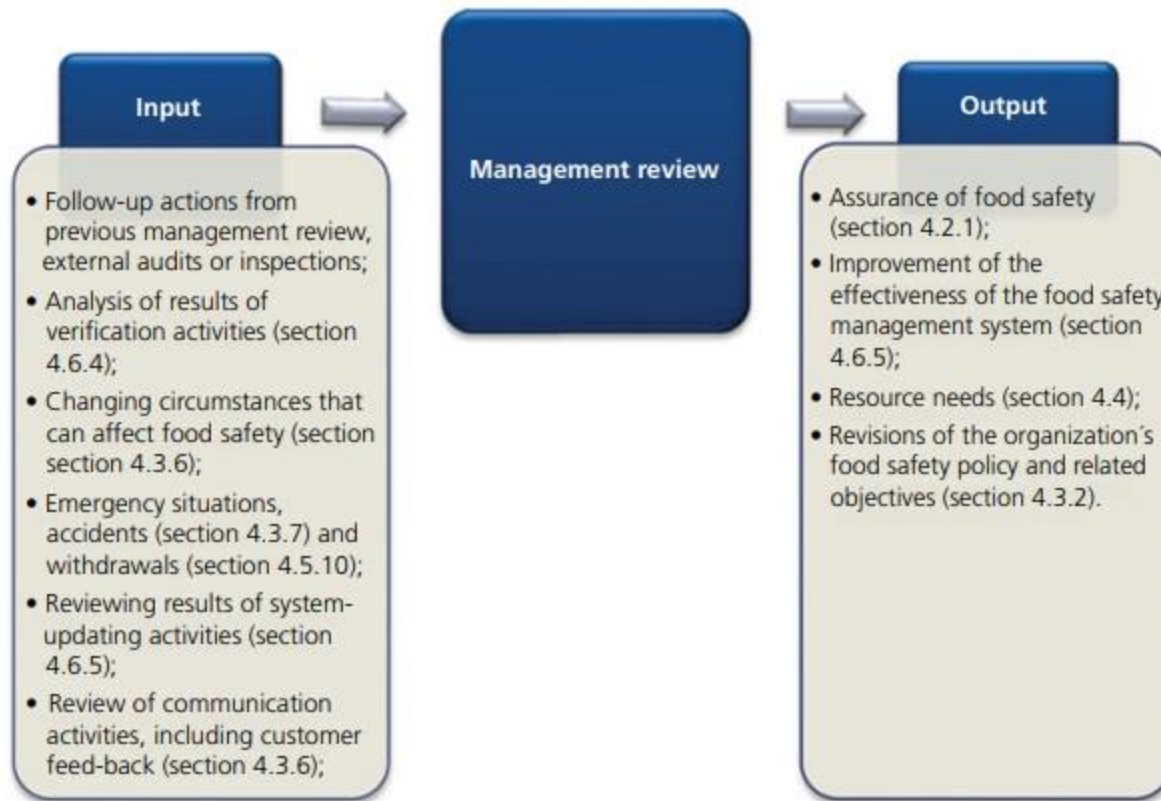 Input
• Follow-up actions from
previous management review,
external audits or inspections;
• Analysis of results of
verification activities (section
4.6.4);
• Changing circumstances that
can affect food safety (section
section 4.3.6);
• Emergency situations,
accidents (section 4.3.7) and
withdrawals (section 4.5.10);
• Reviewing results of system-
updating activities (section
4.6.5);
• Review of communication
activities, including customer
feed-back (section 4.3.6);
Management review
Output
• Assurance of food safety
(section 4.2.1);
• Improvement of the
effectiveness of the food safety
management system (section
4.6.5);
• Resource needs (section 4.4);
• Revisions of the organization´s
food safety policy and related
objectives (section 4.3.2).